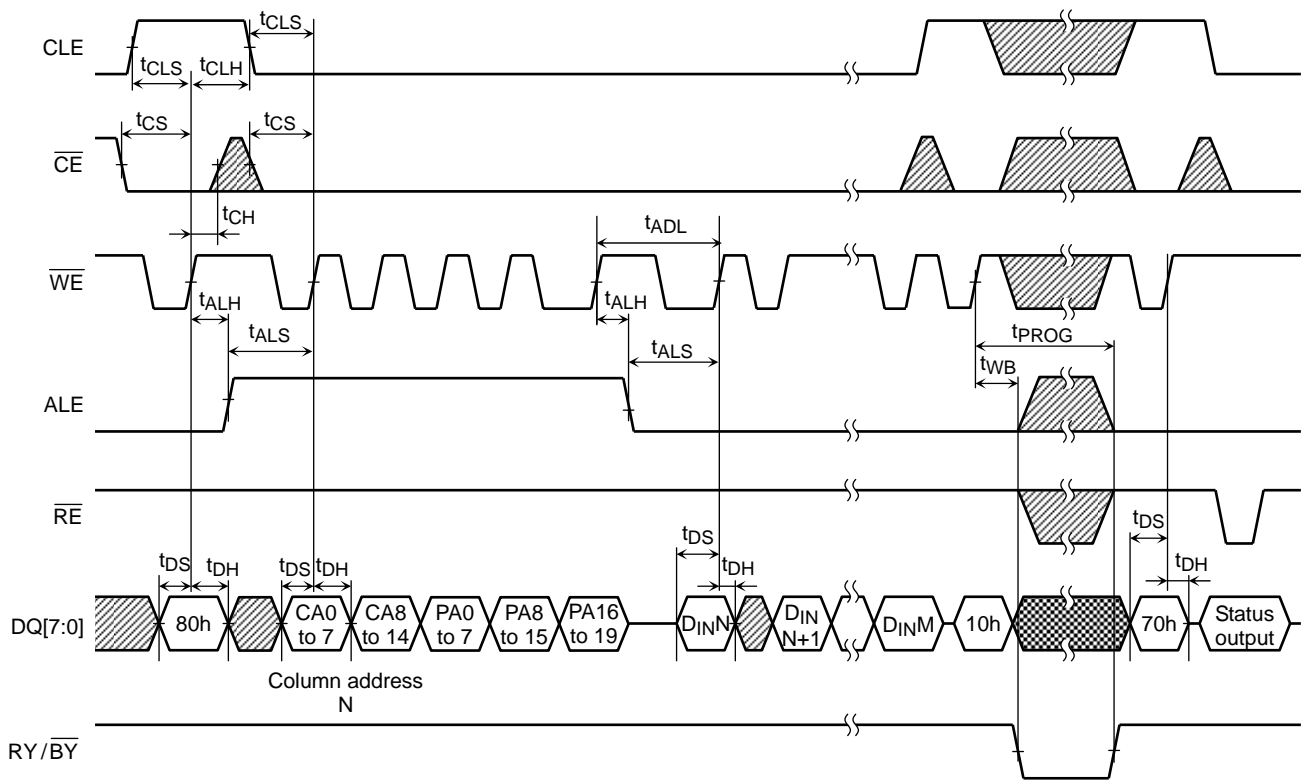 CLE
tCLS
tCLS
tCLH
CE
tCS
tCS
tCH
WE
tADL
tALH
tALH
tALS
tALS
tPROG
tWB
ALE
RE
tDS
tDH
tDS
tDH
tDS
tDH
tDS
tDH
DQ[7:0]
80h
CA0
to 7
CA8
to 14
PA0
to 7
PA8
to 15
PA16
to 19
DINN
DIN
N+1
DINM
10h
70h
Status
output
Column address
N
RY/BY